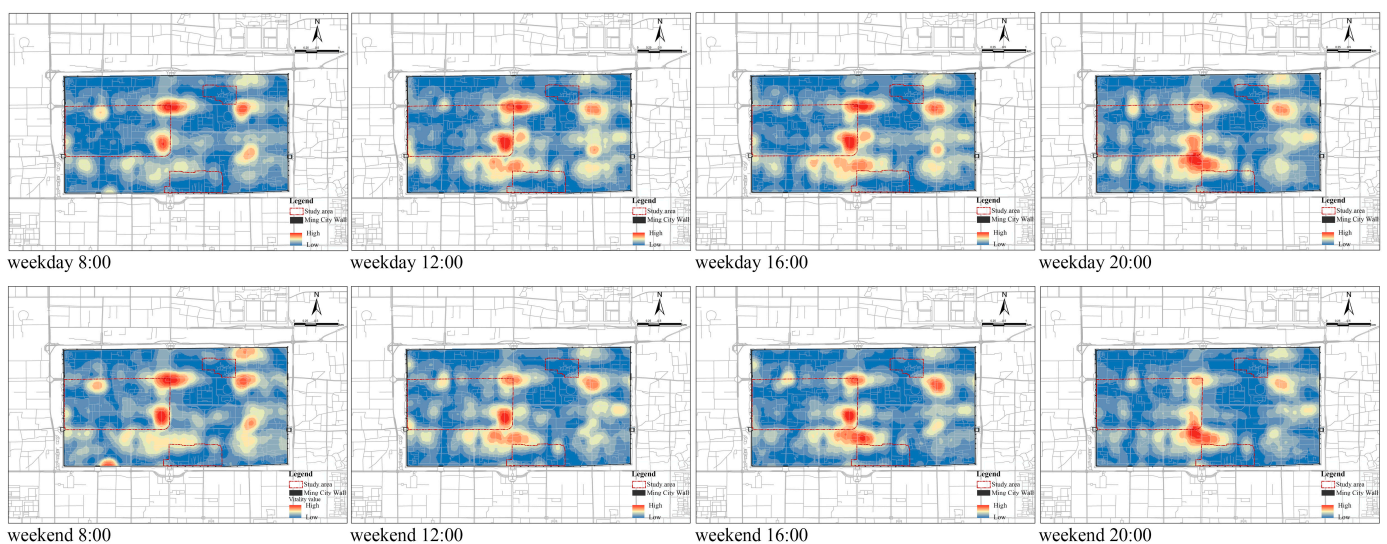 N
N
N
N
Legend
Study area
Ming City Wall
High
Low
Legend
Study area
Ming City Wall
High
Low
Legend
Study area
Ming City Wall
High
Low
Legend
Study area
Ming City Wall
High
Low
weekday 8:00
weekday 12:00
weekday 16:00
weekday 20:00
N
N
N
N
Legend
Study area
Ming City Wall
Vitality value
High
Low
Legend
Study area
Ming City Wall
High
Low
Legend
Study area
Ming City Wall
High
Low
Legend
Study area
Ming City Wall
High
Low
weekend 8:00
weekend 12:00
weekend 16:00
weekend 20:00